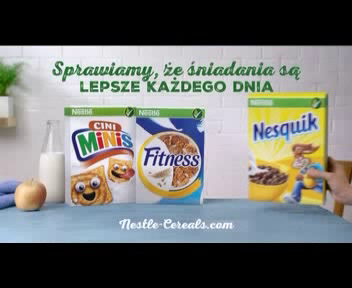 Sprawiamy, że śniadania są
LEPSZE KAŻDEGO DNIA
Nestlé
Nestlé
Nestlé
CINI
MINIS
Fitness
Nesquik
Nestle-Cereals.com